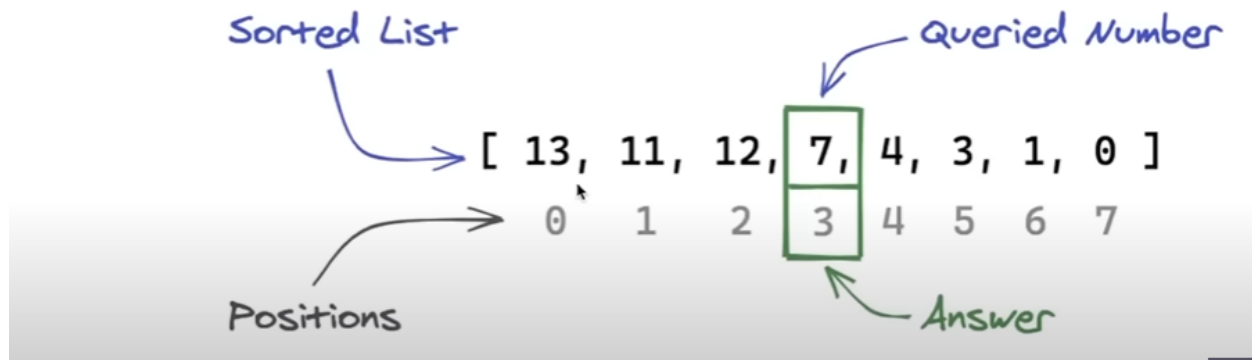 Sorted List
Queried Number
[ 13, 11, 12, 7, 4, 3, 1, 0 ]
0 1 2 3 4 5 6 7
Positions
Answer